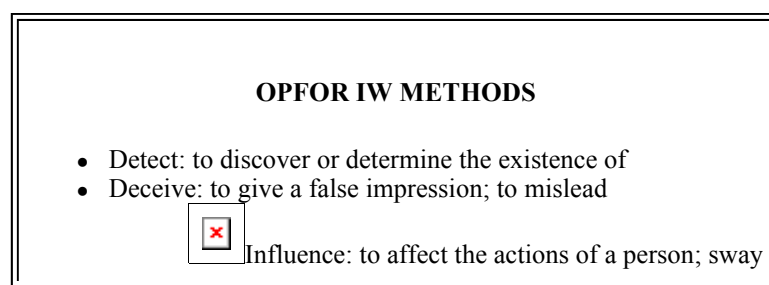 OPFOR IW METHODS
• Detect: to discover or determine the existence of
• Deceive: to give a false impression; to mislead
Influence: to affect the actions of a person; sway